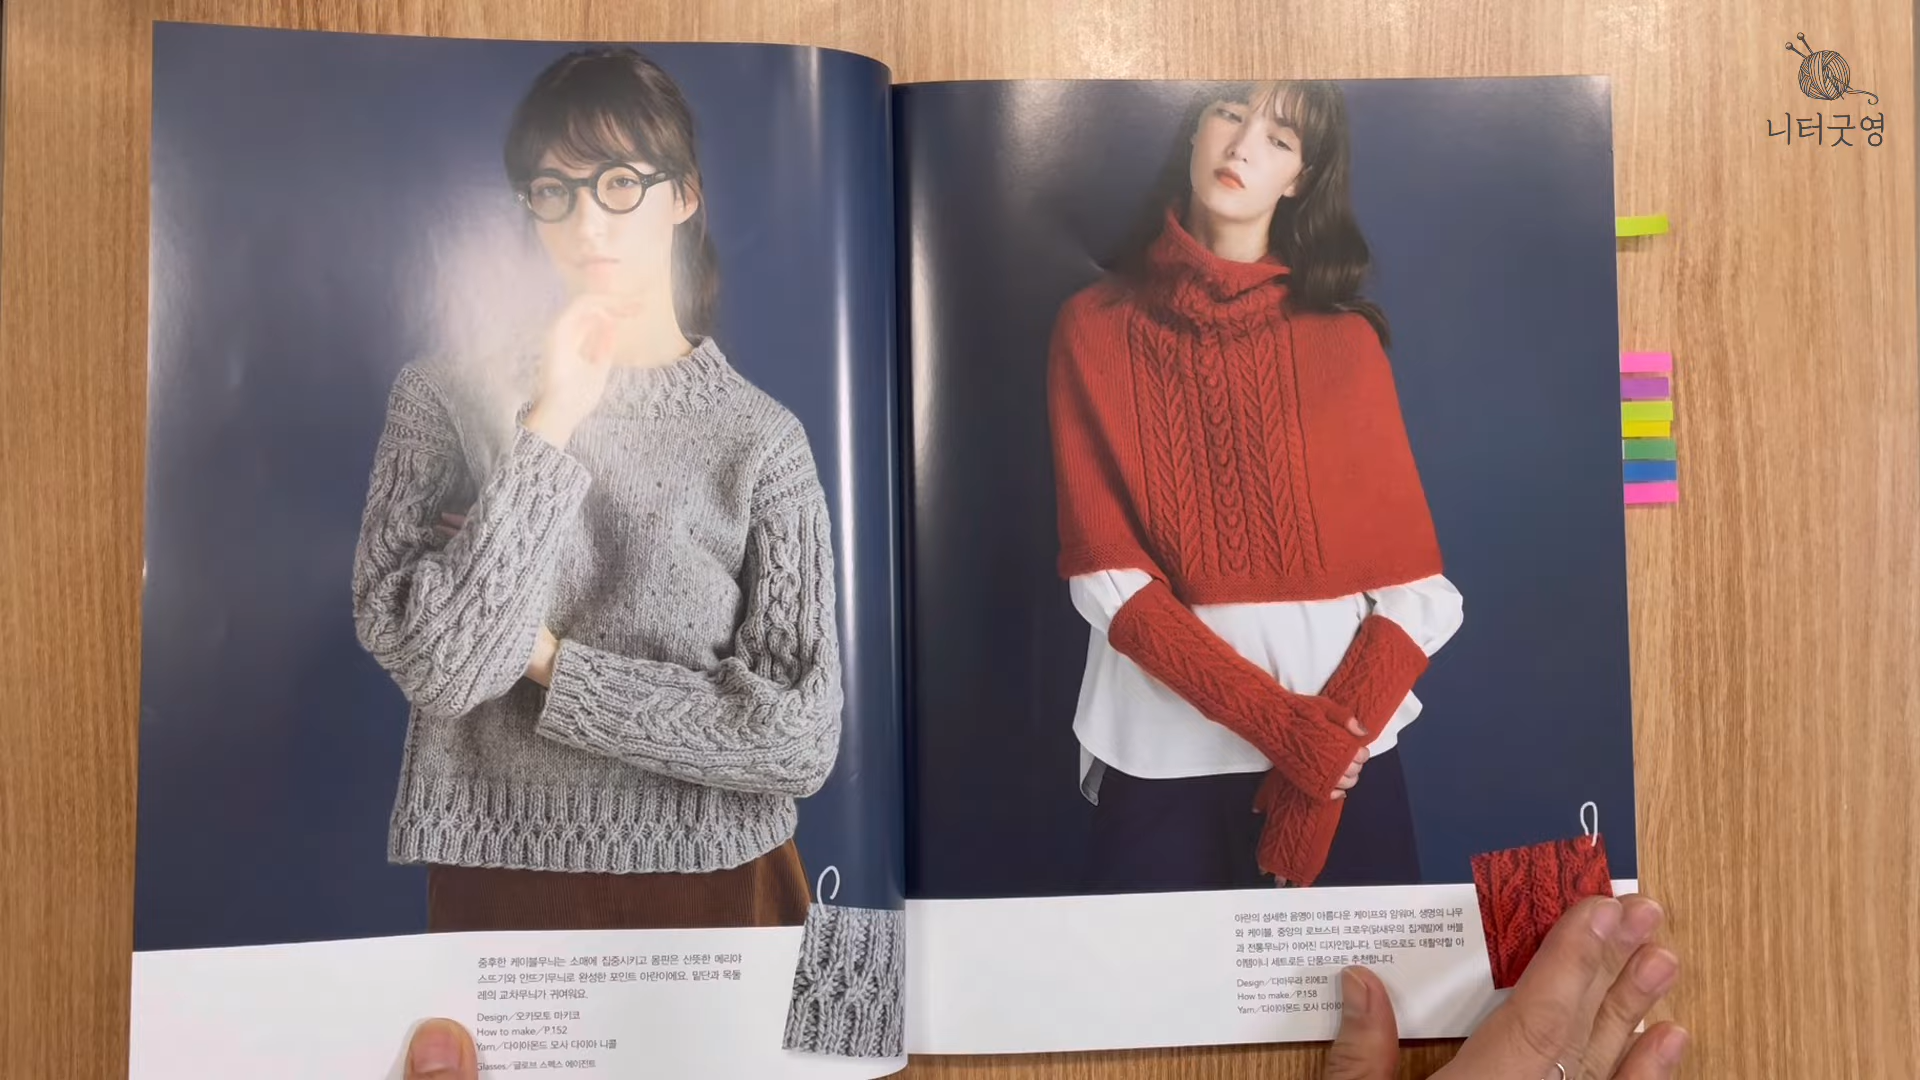 니터굿영
중후한 케이블무늬는 소매에 집중시키고 몸판은 산뜻한 메리야
스뜨기와 안뜨기무늬로 완성한 포인트 아란이에요. 밑단과 목둘
레의 교차무늬가 귀여워요.
Design／오카모토 마키코
How to make／P.152
Yarn／다이아몬드 모사 다이아 니콜
Glasses／글로브 스펙스 에이전트
아란의 섬세한 음영이 아름다운 케이프와 암워머. 생명의 나무
와 케이블, 중앙의 로브스터 크로우(닭새우의 집게발)에 버블
과 전통무늬가 이어진 디자인입니다. 단독으로도 대활약할 아
이템이니 세트로든 단품으로든 추천합니다.
Design／다마무라 리에코
How to make／P.158
Yarn／다이아몬드 모사